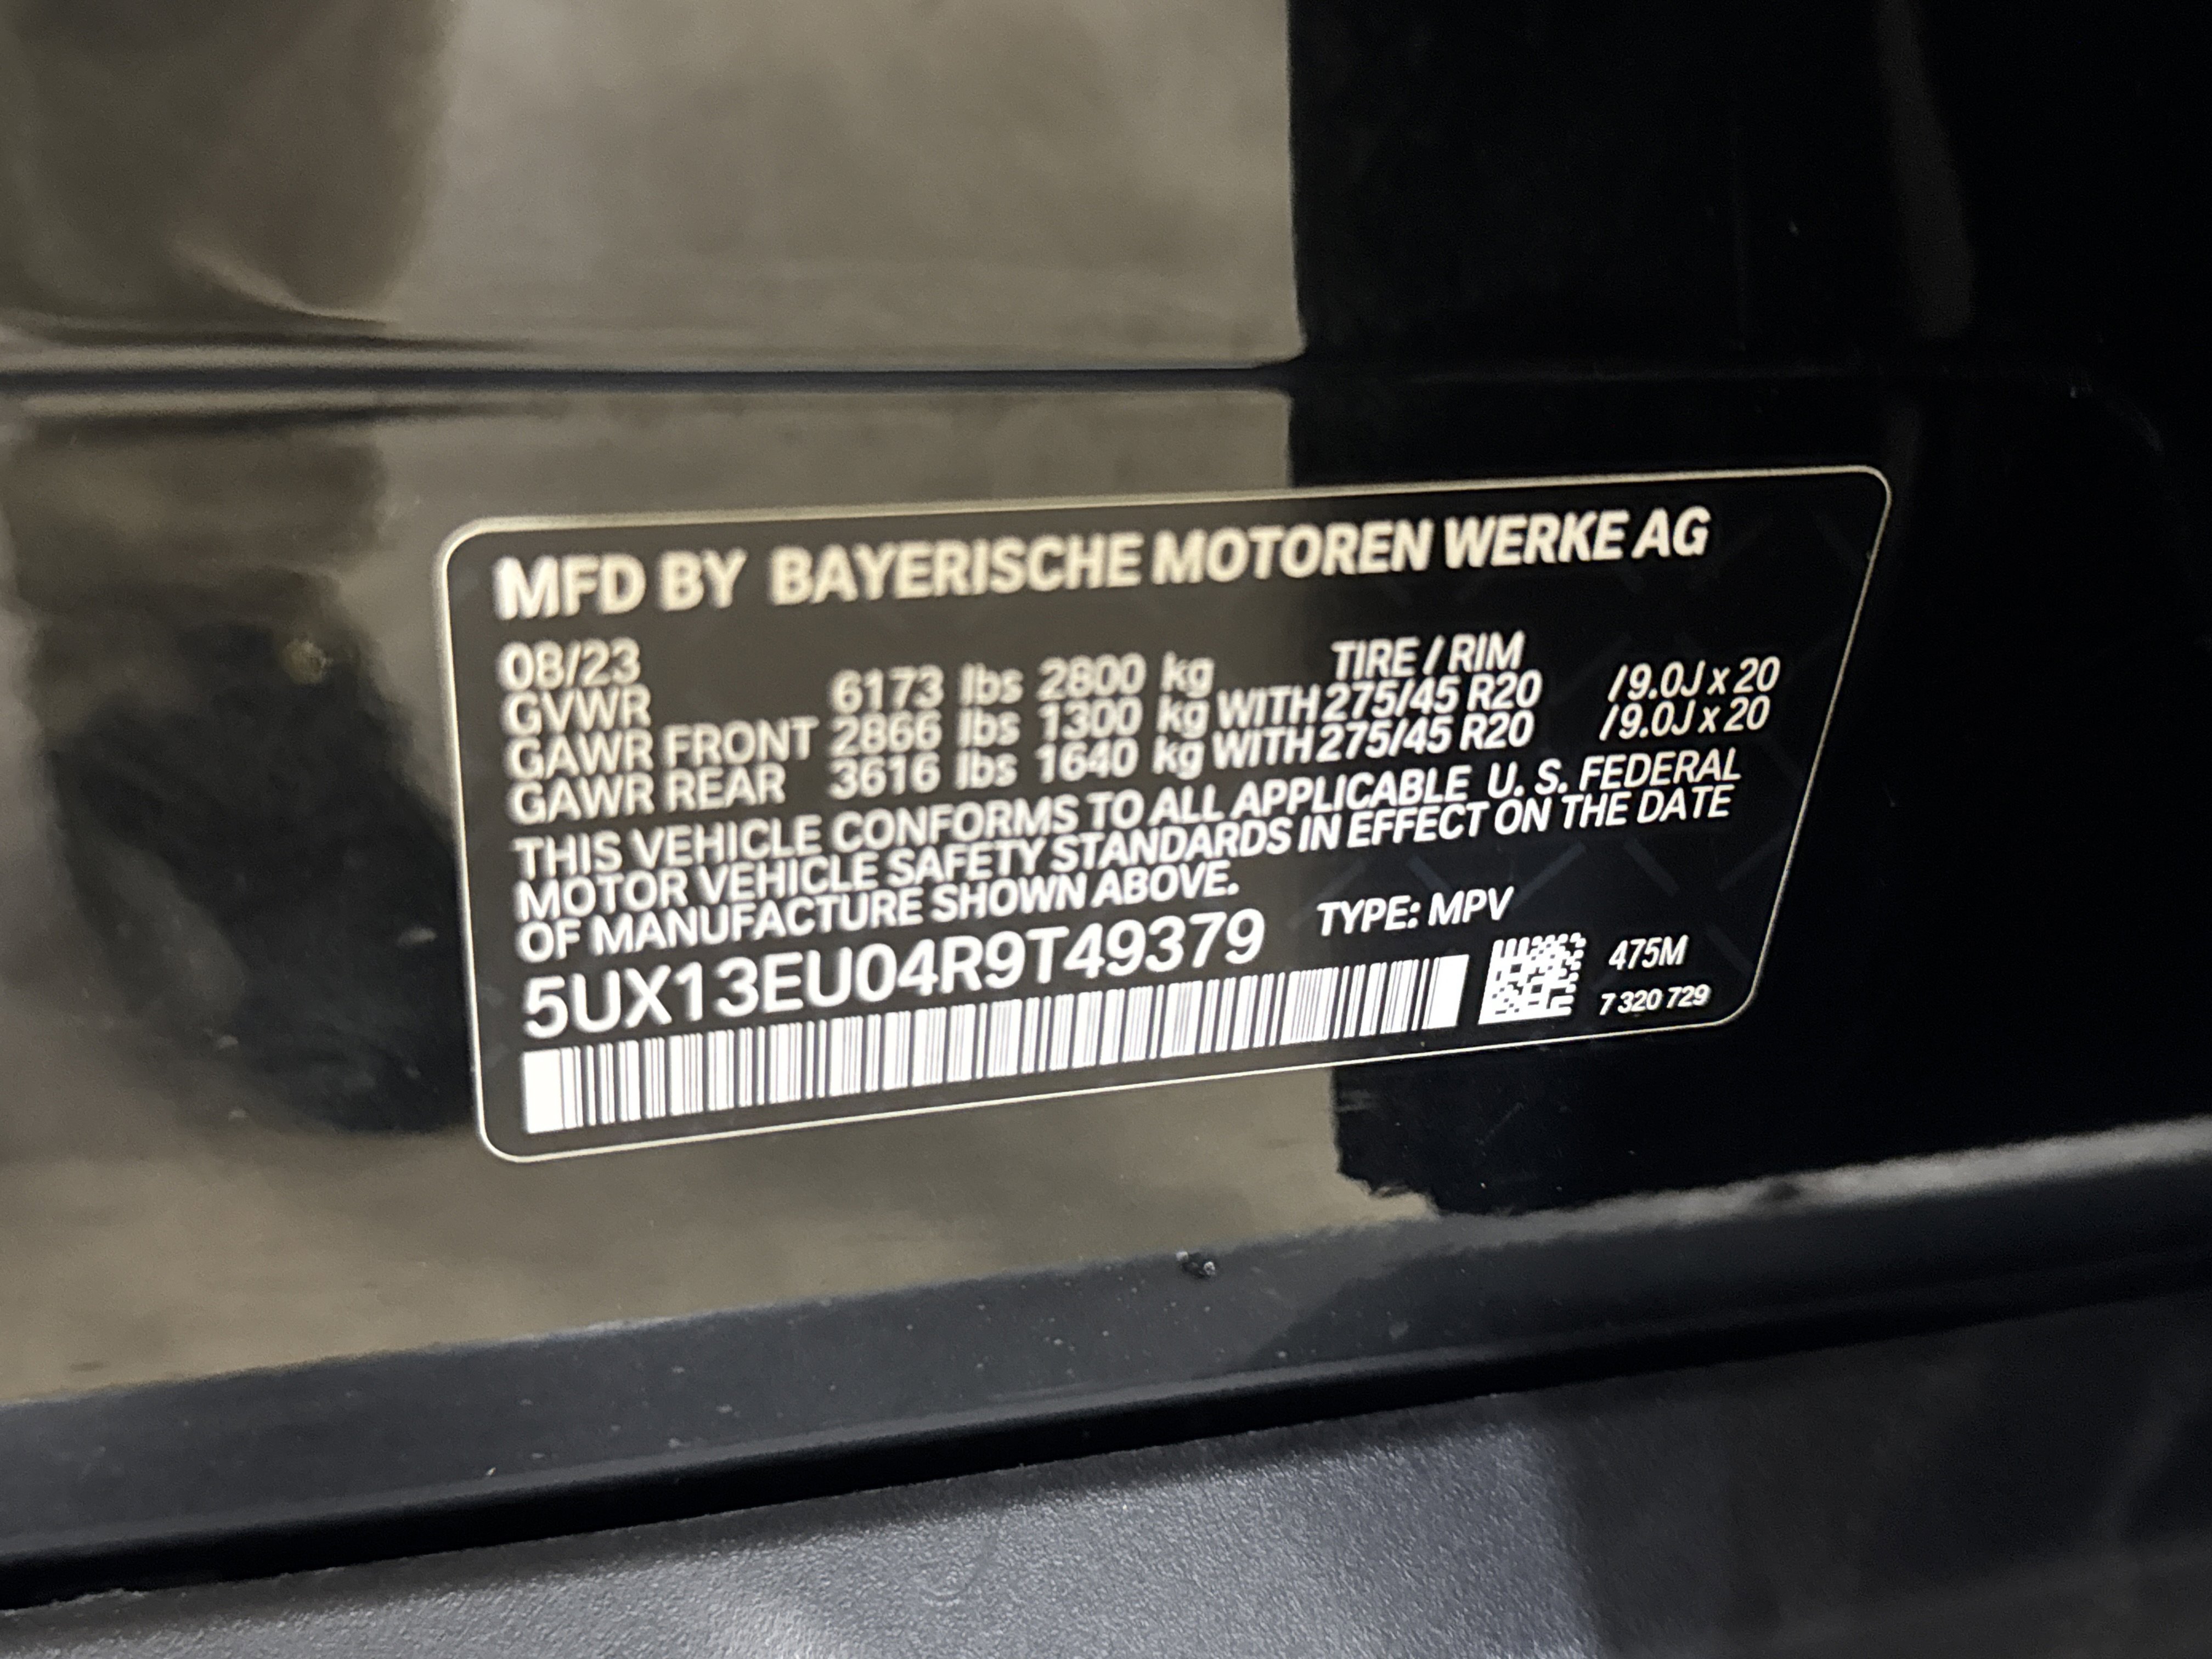 MFD BY BAYERISCHE MOTOREN WERKE AG
08/23 TIRE / RIM
GVWR 6173 lbs 2800 kg
GAWR FRONT 2866 lbs 1300 kg WITH 275/45 R20 /9.0J x 20
GAWR REAR 3616 lbs 1640 kg WITH 275/45 R20 /9.0J x 20
THIS VEHICLE CONFORMS TO ALL APPLICABLE U. S. FEDERAL
MOTOR VEHICLE SAFETY STANDARDS IN EFFECT ON THE DATE
OF MANUFACTURE SHOWN ABOVE.
5UX13EU04R9T49379 TYPE: MPV
475M
7 320 729